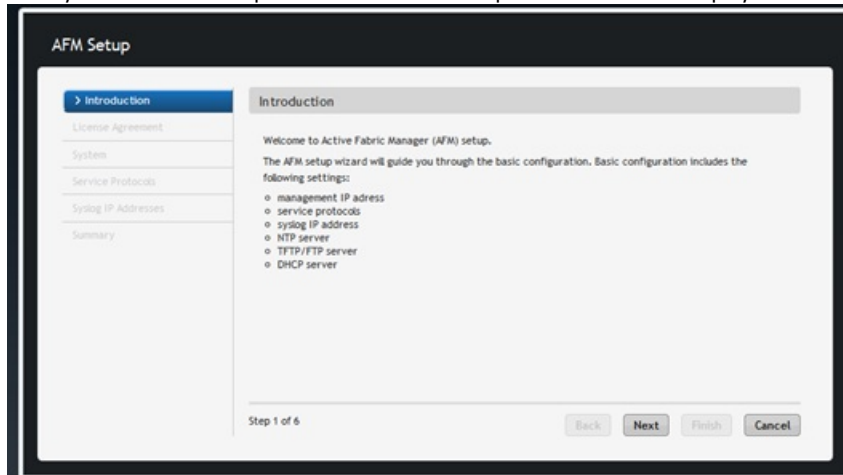 AFM Setup
> Introduction
License Agreement
System
Service Protocols
Syslog IP Addresses
Summary
Introduction
Welcome to Active Fabric Manager (AFM) setup.
The AFM setup wizard will guide you through the basic configuration. Basic configuration includes the
following settings:
management IP adress
service protocols
syslog IP address
NTP server
TFTP/FTP server
DHCP server
Step 1 of 6
Back
Next
Finish
Cancel